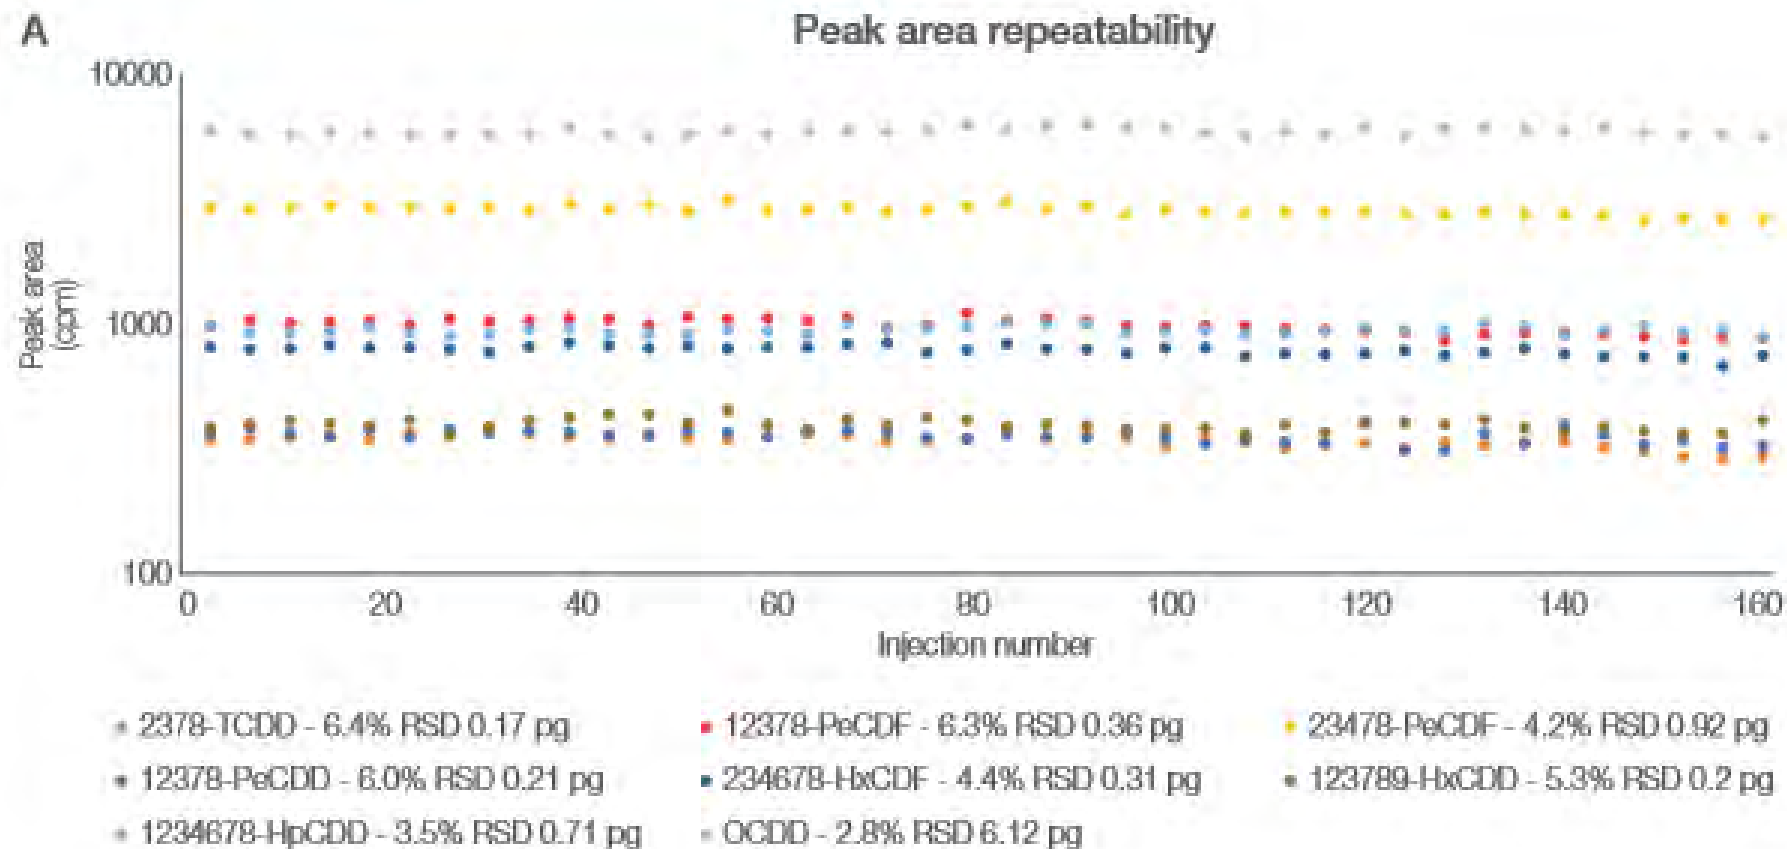 A
Peak area repeatability
10000
1000
100
Peak area
(cpm)
0 20 40 60 80 100 120 140 160
Injection number
2378-TCDD - 6.4% RSD 0.17 pg
12378-PeCDF - 6.3% RSD 0.36 pg
23478-PeCDF - 4.2% RSD 0.92 pg
12378-PeCDD - 6.0% RSD 0.21 pg
234678-HxCDF - 4.4% RSD 0.31 pg
123789-HxCDD - 5.3% RSD 0.2 pg
1234678-HpCDD - 3.5% RSD 0.71 pg
OCDD - 2.8% RSD 6.12 pg